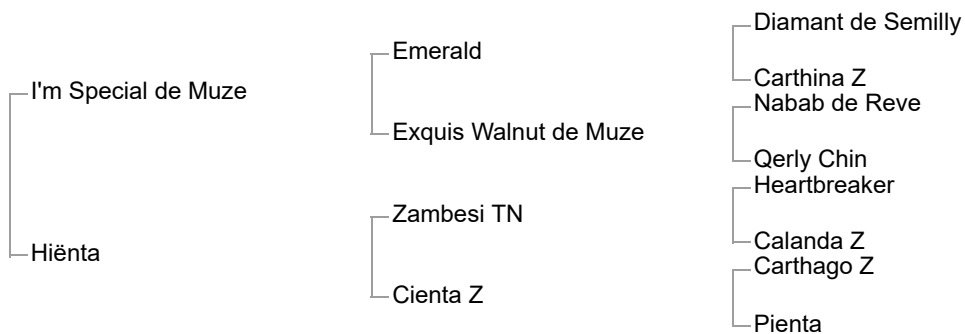 Diamant de Semilly
Emerald
I'm Special de Muze
Carthina Z
Nabab de Reve
Exquis Walnut de Muze
Qerly Chin
Heartbreaker
Zambesi TN
Hiënta
Calanda Z
Carthago Z
Cienta Z
Pienta